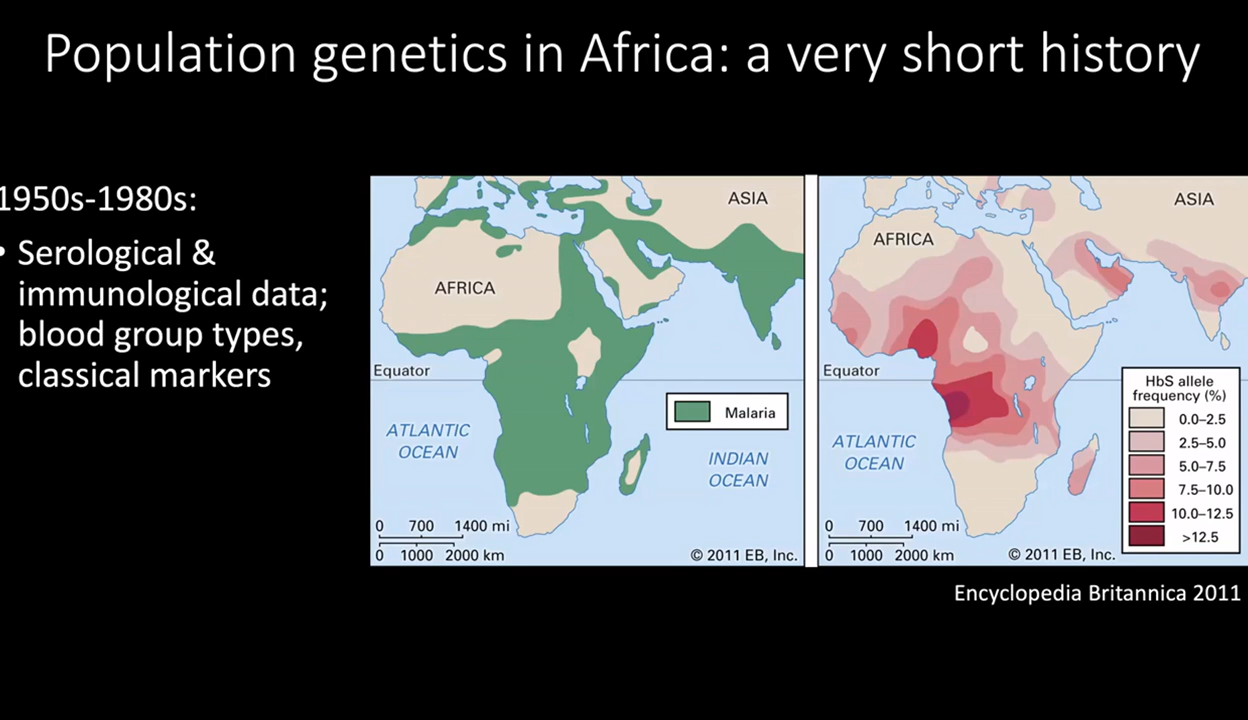 Population genetics in Africa: a very short history
1950s-1980s:
• Serological &
immunological data;
blood group types,
classical markers
ASIA
AFRICA
Equator
Malaria
ATLANTIC
OCEAN
INDIAN
OCEAN
0 700 1400 mi
0 1000 2000 km
© 2011 EB, Inc.
ASIA
AFRICA
Equator
HbS allele
frequency (%)
0.0–2.5
2.5–5.0
5.0–7.5
7.5–10.0
10.0–12.5
>12.5
ATLANTIC
OCEAN
0 700 1400 mi
0 1000 2000 km
© 2011 EB, Inc.
Encyclopedia Britannica 2011